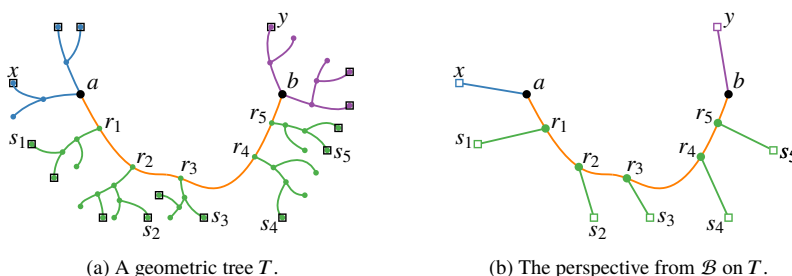 x
a
y
b
r1
r2
r3
r4
r5
s1
s2
s3
s4
s5
(a) A geometric tree T.
x
a
y
b
r1
r2
r3
r4
r5
s1
s2
s3
s4
s5
(b) The perspective from ℬ on T.